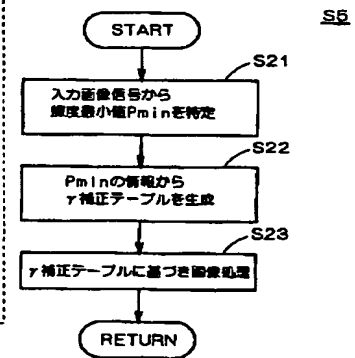 S5
START
S21
入力画像信号から
輝度最小値Pminを特定
S22
Pminの情報から
γ補正テーブルを生成
S23
γ補正テーブルに基づき画像処理
RETURN